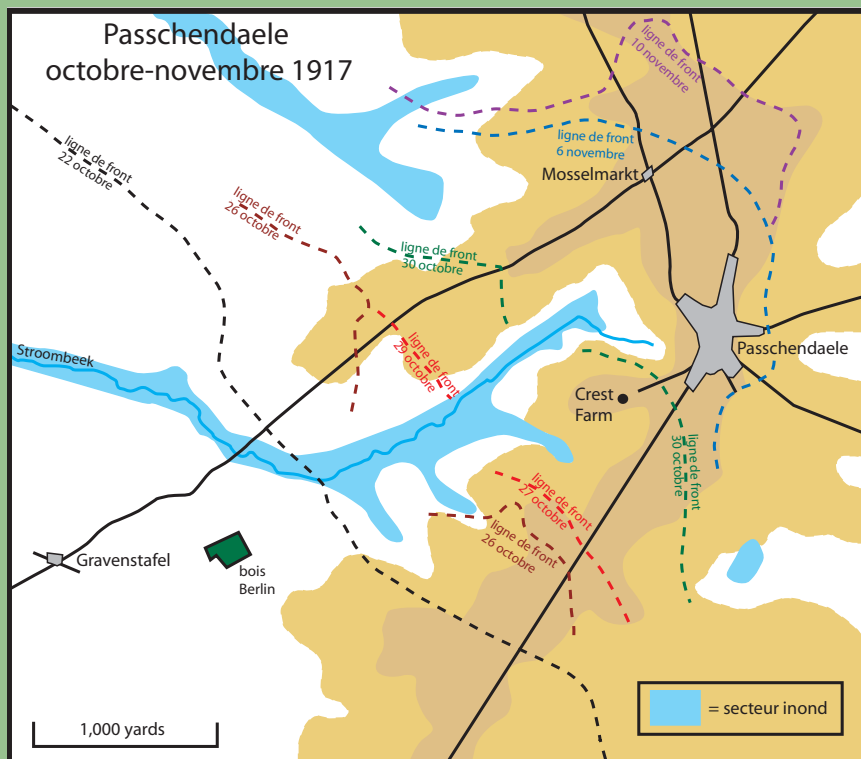 Passchendaele
octobre-novembre 1917
ligne de front
10 novembre
ligne de front
22 octobre
ligne de front
6 novembre
Mosselmarkt
ligne de front
26 octobre
ligne de front
30 octobre
Stroombeek
ligne de front
29 octobre
Passchendaele
Crest
Farm
ligne de front
30 octobre
ligne de front
27 octobre
ligne de front
26 octobre
Gravenstafel
bois
Berlin
= secteur inond
1,000 yards